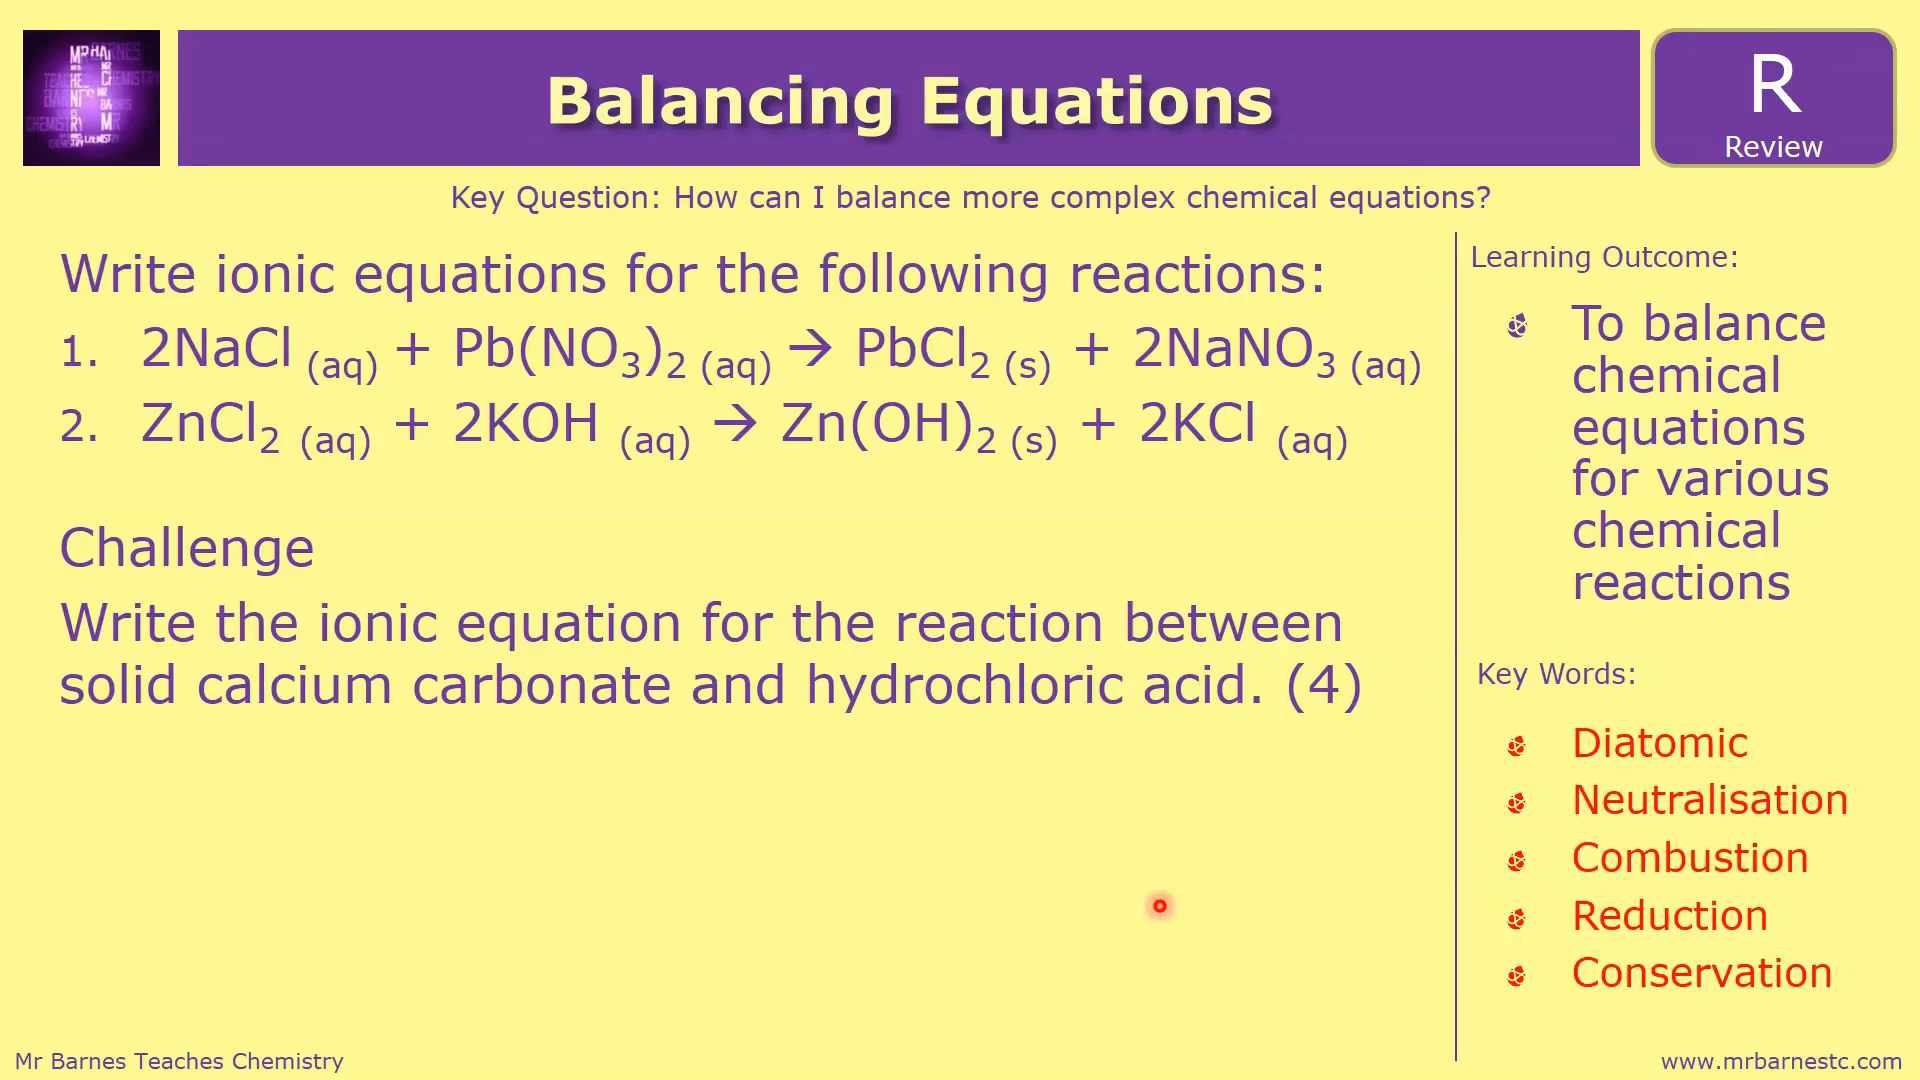 Balancing Equations
R
Review
Key Question: How can I balance more complex chemical equations?
Write ionic equations for the following reactions:
1. 2NaCl (aq) + Pb(NO3)2 (aq) → PbCl2 (s) + 2NaNO3 (aq)
2. ZnCl2 (aq) + 2KOH (aq) → Zn(OH)2 (s) + 2KCl (aq)
Challenge
Write the ionic equation for the reaction between
solid calcium carbonate and hydrochloric acid. (4)
Learning Outcome:
To balance
chemical
equations
for various
chemical
reactions
Key Words:
Diatomic
Neutralisation
Combustion
Reduction
Conservation
Mr Barnes Teaches Chemistry
www.mrbarnestc.com